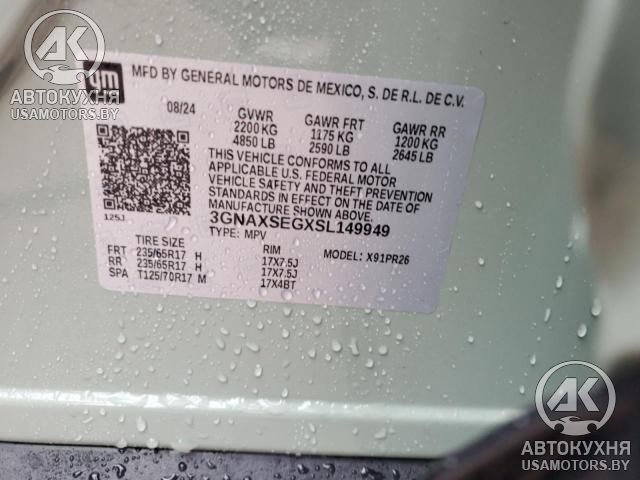 AK
АВТОКУХНЯ
USAMOTORS.BY
gm
MFD BY GENERAL MOTORS DE MEXICO, S. DE R.L. DE C.V.
08/24 GVWR GAWR FRT GAWR RR
2200 KG 1175 KG 1200 KG
4850 LB 2590 LB 2645 LB
THIS VEHICLE CONFORMS TO ALL
APPLICABLE U.S. FEDERAL MOTOR
VEHICLE SAFETY AND THEFT PREVENTION
STANDARDS IN EFFECT ON THE DATE OF
MANUFACTURE SHOWN ABOVE.
125J 3GNAXSEGXSL149949
TYPE: MPV MODEL: X91PR26
TIRE SIZE RIM
FRT 235/65R17 H 17X7.5J
RR 235/65R17 H 17X7.5J
SPA T125/70R17 M 17X4BT
AK
АВТОКУХНЯ
USAMOTORS.BY